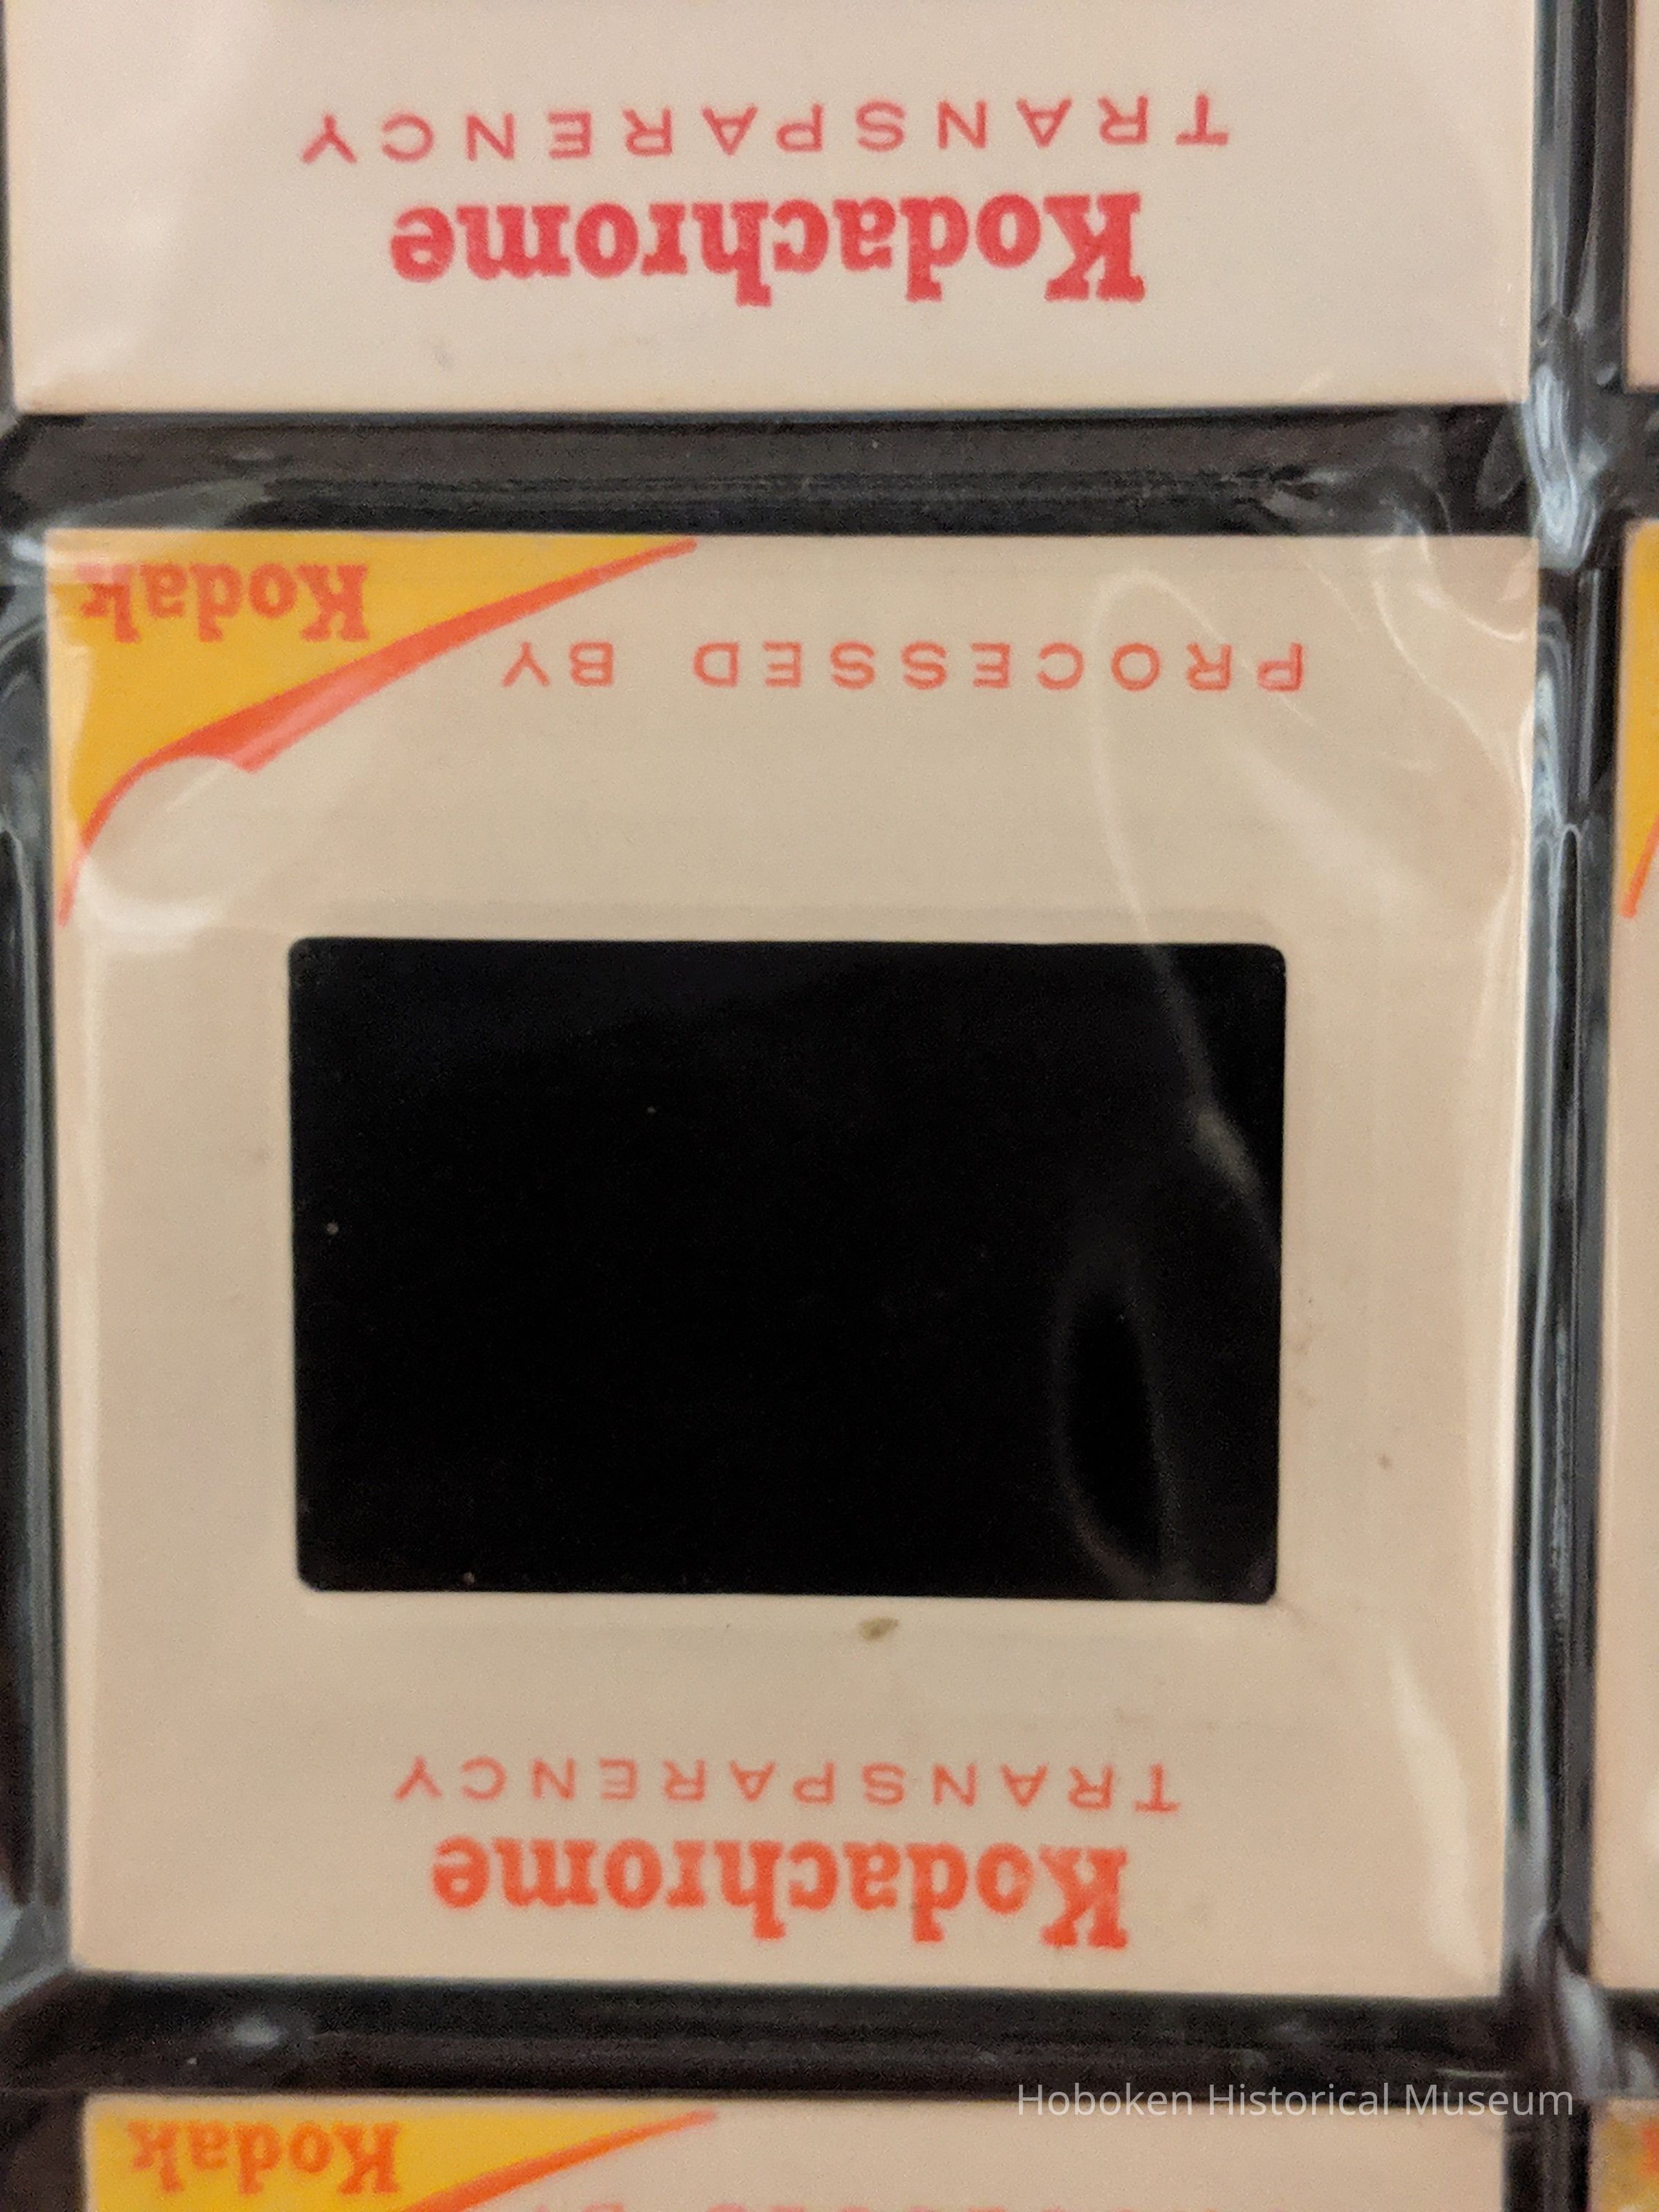 Kodachrome
TRANSPARENCY
Kodachrome
TRANSPARENCY
PROCESSED BY
Kodak
Kodak
Hoboken Historical Museum